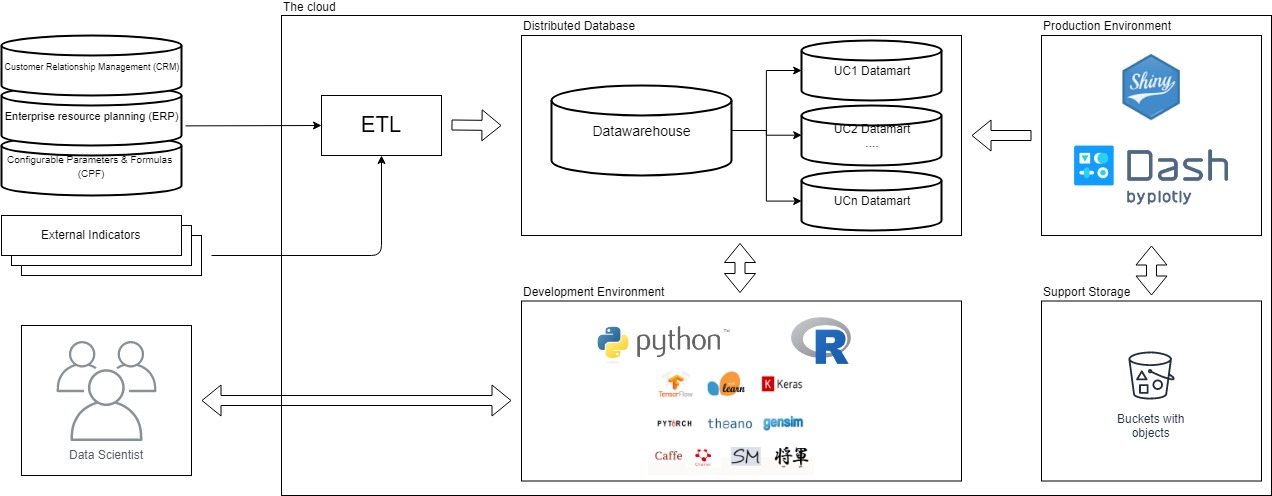 The cloud
Customer Relationship Management (CRM)
Enterprise resource planning (ERP)
Configurable Parameters & Formulas
(CPF)
External Indicators
Data Scientist
ETL
Distributed Database
Datawarehouse
UC1 Datamart
UC2 Datamart
....
UCn Datamart
Production Environment
Shiny
Dash
by plotly
Development Environment
python™
R
TensorFlow
learn
K Keras
PYTORCH
theano
gensim
Caffe
Chainer
SM
将軍
Support Storage
Buckets with
objects